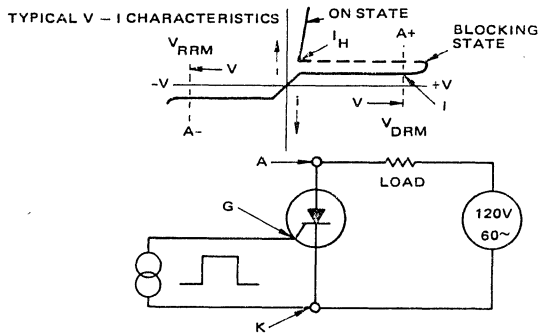 TYPICAL V – I CHARACTERISTICS
ON STATE
I_H
A+
BLOCKING
STATE
V_RRM
V
-V
+V
V
I
A-
V_DRM
A
LOAD
G
120V
60~
K